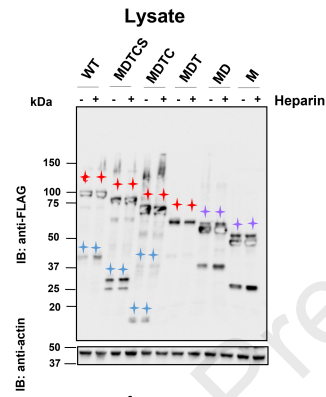 Lysate
WT MDTCS MDTC MDT MD M
kDa - + - + - + - + - + - + Heparin
150
100
75
50
37
25
20
IB: anti-FLAG
50
37
IB: anti-actin
Pre